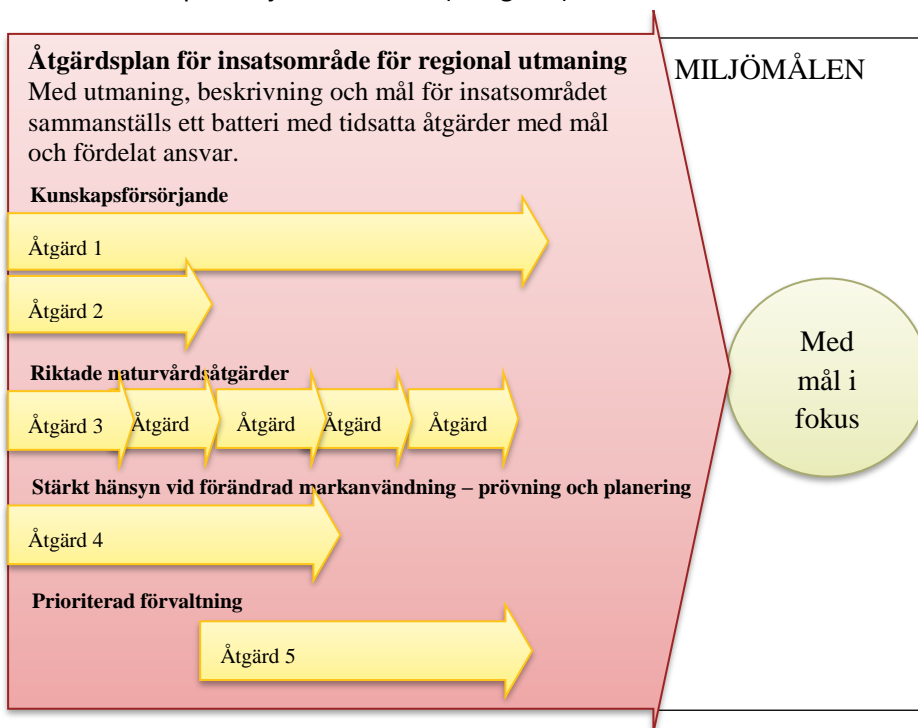 Åtgärdsplan för insatsområde för regional utmaning
Med utmaning, beskrivning och mål för insatsområdet
sammanställs ett batteri med tidsatta åtgärder med mål
och fördelat ansvar.
MILJÖMÅLEN
Kunskapsförsörjande
Åtgärd 1
Åtgärd 2
Riktade naturvårdsåtgärder
Åtgärd 3 Åtgärd Åtgärd Åtgärd Åtgärd
Stärkt hänsyn vid förändrad markanvändning – prövning och planering
Åtgärd 4
Prioriterad förvaltning
Åtgärd 5
Med
mål i
fokus